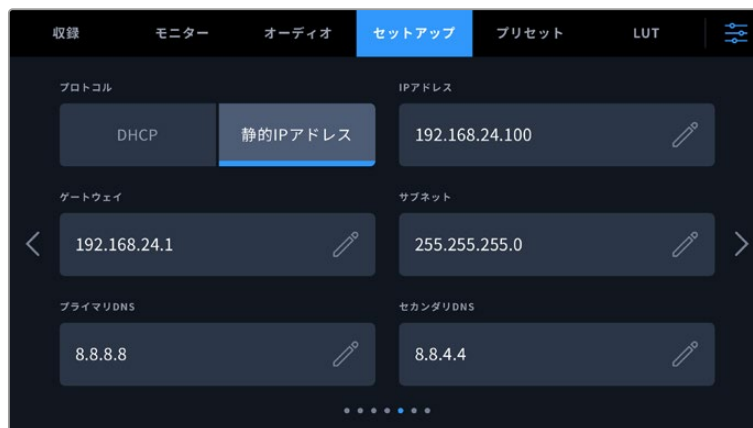 収録 モニター オーディオ セットアップ プリセット LUT
プロトコル
DHCP 静的IPアドレス
IPアドレス
192.168.24.100
ゲートウェイ
192.168.24.1
サブネット
255.255.255.0
プライマリDNS
8.8.8.8
セカンダリDNS
8.8.4.4